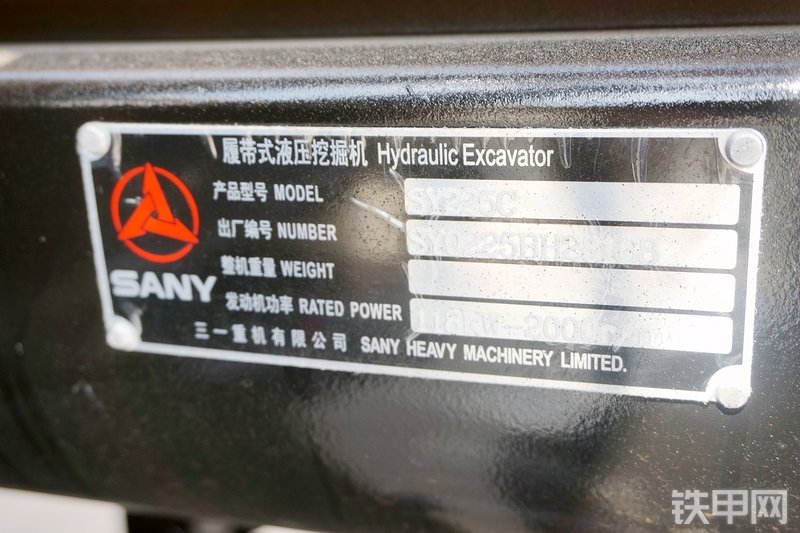 履带式液压挖掘机 Hydraulic Excavator
产品型号 MODEL SY225C
出厂编号 NUMBER
整机重量 WEIGHT
发动机功率 RATED POWER
SANY
三一重机有限公司 SANY HEAVY MACHINERY LIMITED.
铁甲网